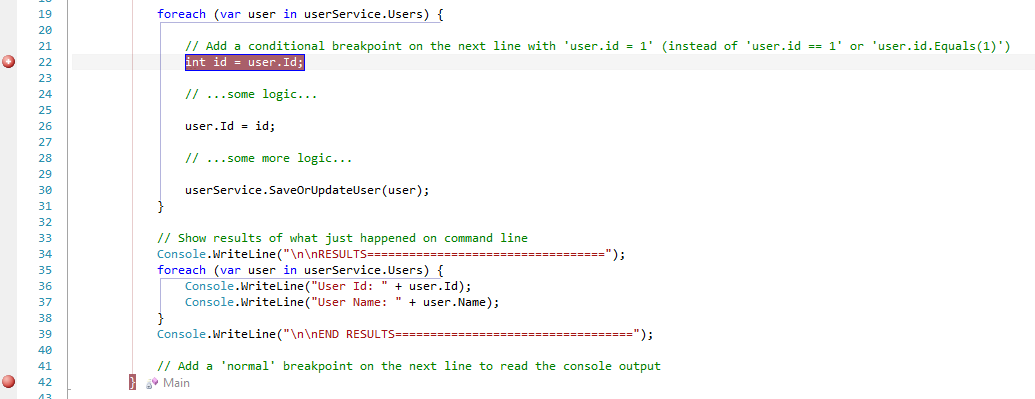 19 foreach (var user in userService.Users) {
20
21 // Add a conditional breakpoint on the next line with 'user.id = 1' (instead of 'user.id == 1' or 'user.id.Equals(1)')
22 int id = user.Id;
23
24 // ...some logic...
25
26 user.Id = id;
27
28 // ...some more logic...
29
30 userService.SaveOrUpdateUser(user);
31 }
32
33 // Show results of what just happened on command line
34 Console.WriteLine("\n\nRESULTS==================================");
35 foreach (var user in userService.Users) {
36 Console.WriteLine("User Id: " + user.Id);
37 Console.WriteLine("User Name: " + user.Name);
38 }
39 Console.WriteLine("\n\nEND RESULTS==================================");
40
41 // Add a 'normal' breakpoint on the next line to read the console output
42 } Main
43